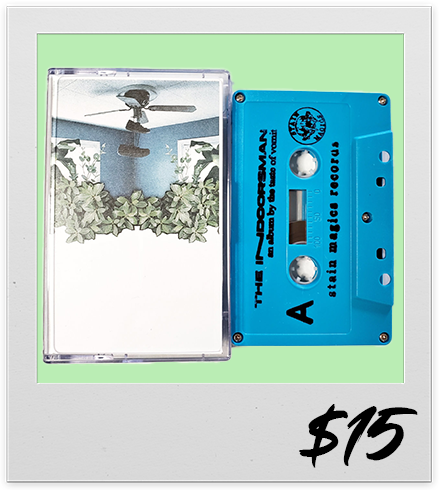 THE INDOORSMAN
an album by the taste of vomit
A
stain magics records
$15